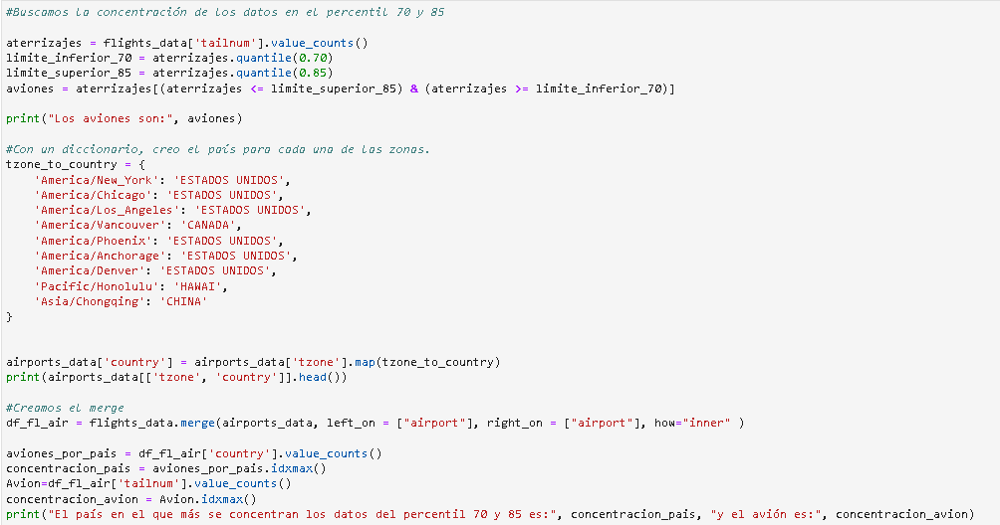 #Buscamos la concentración de los datos en el percentil 70 y 85
aterrizajes = flights_data['tailnum'].value_counts()
limite_inferior_70 = aterrizajes.quantile(0.70)
limite_superior_85 = aterrizajes.quantile(0.85)
aviones = aterrizajes[(aterrizajes <= limite_superior_85) & (aterrizajes >= limite_inferior_70)]
print("Los aviones son:", aviones)
#Con un diccionario, creo el país para cada una de las zonas.
tzone_to_country = {
    'America/New_York': 'ESTADOS UNIDOS',
    'America/Chicago': 'ESTADOS UNIDOS',
    'America/Los_Angeles': 'ESTADOS UNIDOS',
    'America/Vancouver': 'CANADA',
    'America/Phoenix': 'ESTADOS UNIDOS',
    'America/Anchorage': 'ESTADOS UNIDOS',
    'America/Denver': 'ESTADOS UNIDOS',
    'Pacific/Honolulu': 'HAWAI',
    'Asia/Chongqing': 'CHINA'
}
airports_data['country'] = airports_data['tzone'].map(tzone_to_country)
print(airports_data[['tzone', 'country']].head())
#Creamos el merge
df_fl_air = flights_data.merge(airports_data, left_on = ["airport"], right_on = ["airport"], how="inner" )
aviones_por_pais = df_fl_air['country'].value_counts()
concentracion_pais = aviones_por_pais.idxmax()
Avion=df_fl_air['tailnum'].value_counts()
concentracion_avion = Avion.idxmax()
print("El país en el que más se concentran los datos del percentil 70 y 85 es:", concentracion_pais, "y el avión es:", concentracion_avion)